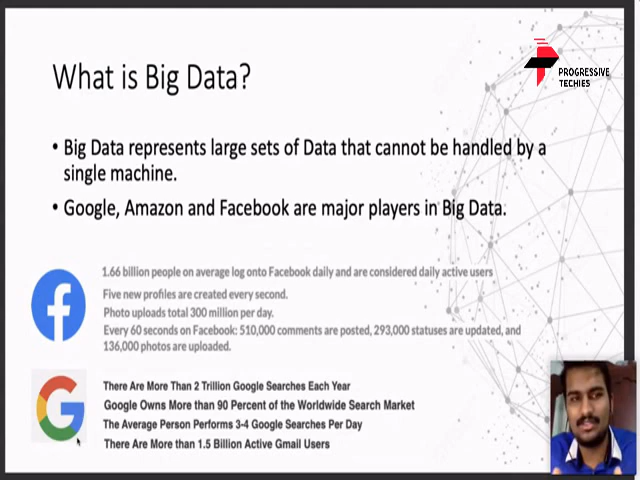 What is Big Data?
PROGRESSIVE
TECHIES
• Big Data represents large sets of Data that cannot be handled by a
single machine.
• Google, Amazon and Facebook are major players in Big Data.
1.66 billion people on average log onto Facebook daily and are considered daily active users
Five new profiles are created every second.
Photo uploads total 300 million per day.
Every 60 seconds on Facebook: 510,000 comments are posted, 293,000 statuses are updated, and
136,000 photos are uploaded.
There Are More Than 2 Trillion Google Searches Each Year
Google Owns More than 90 Percent of the Worldwide Search Market
The Average Person Performs 3-4 Google Searches Per Day
There Are More than 1.5 Billion Active Gmail Users